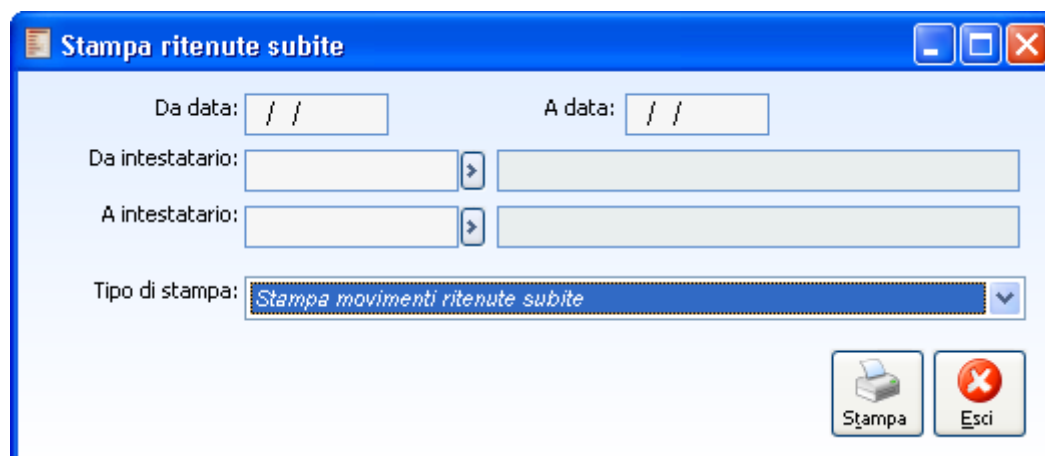 Stampa ritenute subite
Da data: / / A data: / /
Da intestatario:
A intestatario:
Tipo di stampa: Stampa movimenti ritenute subite
Stampa Esci